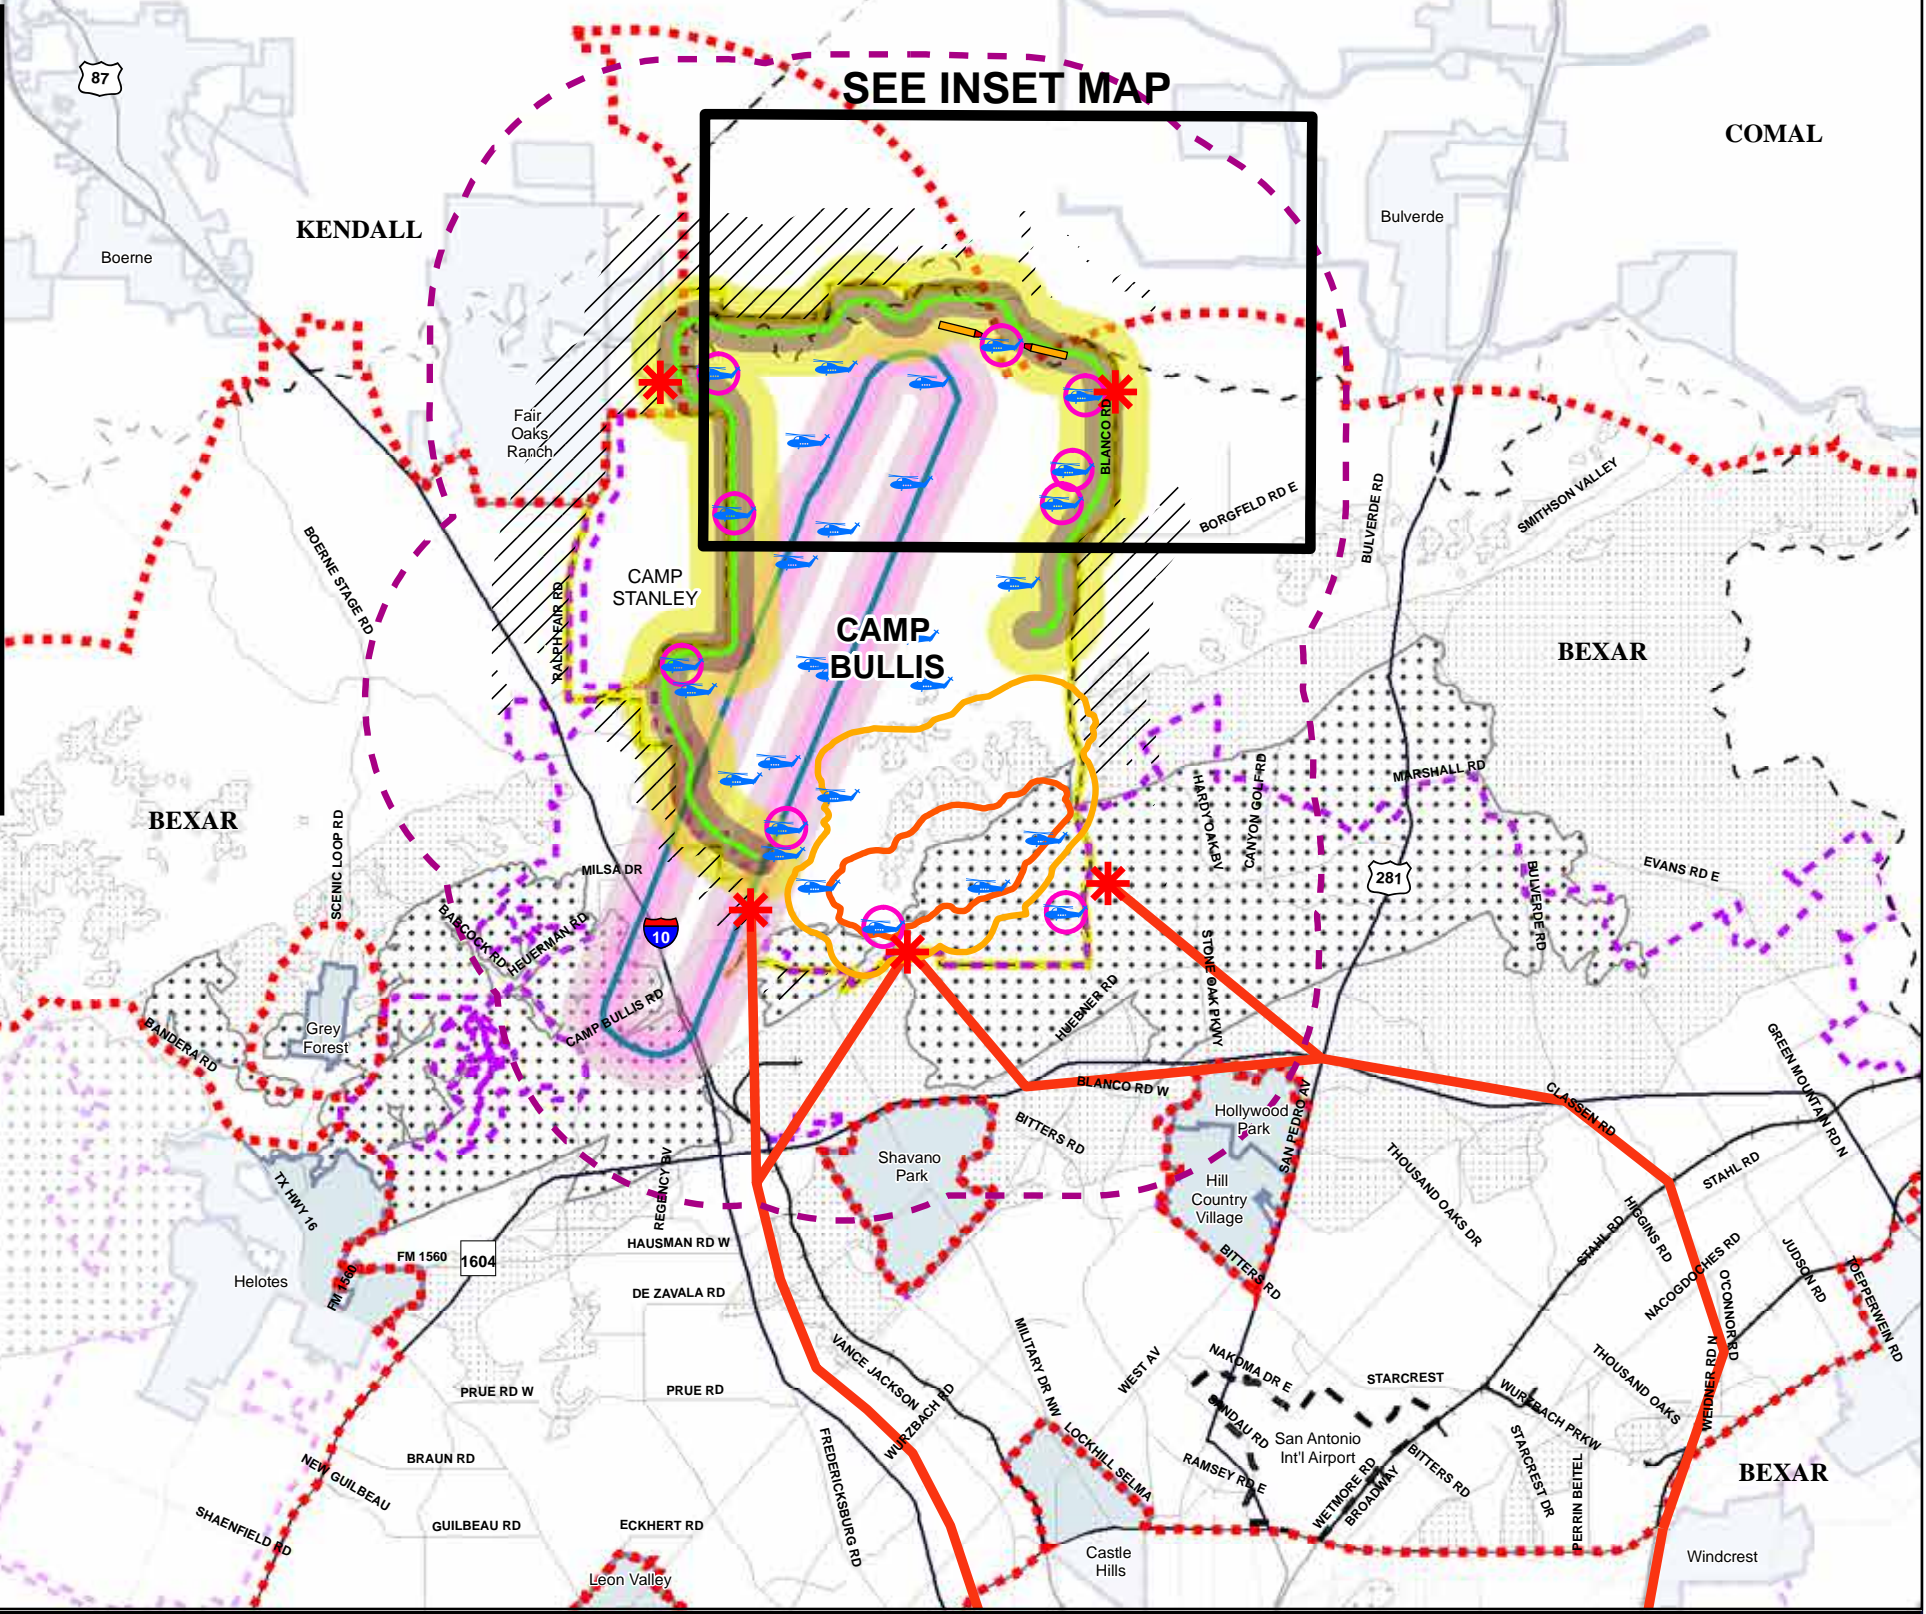 87
SEE INSET MAP
COMAL
KENDALL
Bulverde
Boerne
Fair
Oaks
Ranch
BLANCO RD
BORGFELD RD E
BULVERDE RD
SMITHSON VALLEY
BOERNE STAGE RD
RALPH FAIR RD
CAMP
STANLEY
CAMP
BULLIS
BEXAR
BEXAR
SCENIC LOOP RD
MILSA DR
HARDY OAK BV
CANYON GOLF RD
MARSHALL RD
281
BULVERDE RD
EVANS RD E
BABCOCK RD
HEUERMAN RD
10
CAMP BULLIS RD
STONE OAK PKWY
HUEBNER RD
Grey
Forest
BANDERA RD
BLANCO RD W
BITTERS RD
Hollywood
Park
SAN PEDRO AV
CLASSEN RD
GREEN MOUNTAIN RD N
Shavano
Park
Hill
Country
Village
BITTERS RD
THOUSAND OAKS DR
STAHL RD
STAHL RD
HIGGINS RD
NACOGDOCHES RD
O'CONNOR RD
JUDSON RD
TOEPPERWEIN RD
TX HWY 16
REGENCY BV
HAUSMAN RD W
FM 1560
1604
Helotes
FM 1560
DE ZAVALA RD
MILITARY DR NW
VANCE JACKSON
WURZBACH RD
WEST AV
NAKOMA DR E
STARCREST
THOUSAND OAKS
WEIDNER RD N
PRUE RD W
PRUE RD
SANDAU RD
San Antonio
Int'l Airport
WURZBACH PRKW
STARCREST DR
PERRIN BEITEL
BITTERS RD
LOCKHILL SELMA
RAMSEY RD E
WETMORE RD
BROADWAY
BEXAR
FREDERICKSBURG RD
BRAUN RD
NEW GUILBEAU
SHAENFIELD RD
GUILBEAU RD
ECKHERT RD
Leon Valley
Castle
Hills
Windcrest